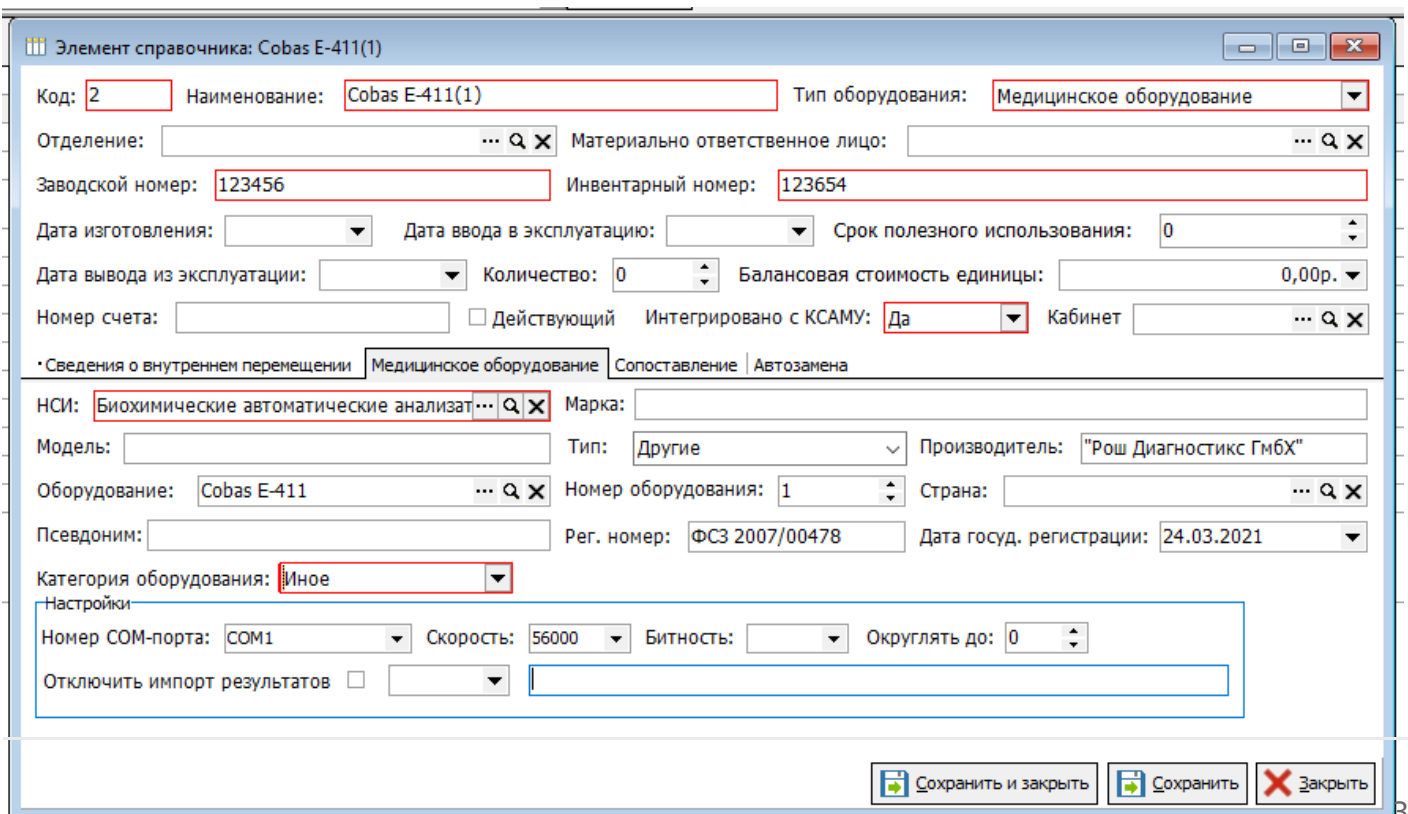 Элемент справочника: Cobas E-411(1)
Код: 2 Наименование: Cobas E-411(1) Тип оборудования: Медицинское оборудование
Отделение: Материально ответственное лицо:
Заводской номер: 123456 Инвентарный номер: 123654
Дата изготовления: Дата ввода в эксплуатацию: Срок полезного использования: 0
Дата вывода из эксплуатации: Количество: 0 Балансовая стоимость единицы: 0,00р.
Номер счета: Действующий Интегрировано с КСАМУ: Да Кабинет
Сведения о внутреннем перемещении Медицинское оборудование Сопоставление Автозамена
НСИ: Биохимические автоматические анализат Марка:
Модель: Тип: Другие Производитель: "Рош Диагностикс ГмбХ"
Оборудование: Cobas E-411 Номер оборудования: 1 Страна:
Псевдоним: Рег. номер: ФСЗ 2007/00478 Дата госуд. регистрации: 24.03.2021
Категория оборудования: Иное
Настройки
Номер COM-порта: COM1 Скорость: 56000 Битность: Округлять до: 0
Отключить импорт результатов
Сохранить и закрыть Сохранить Закрыть